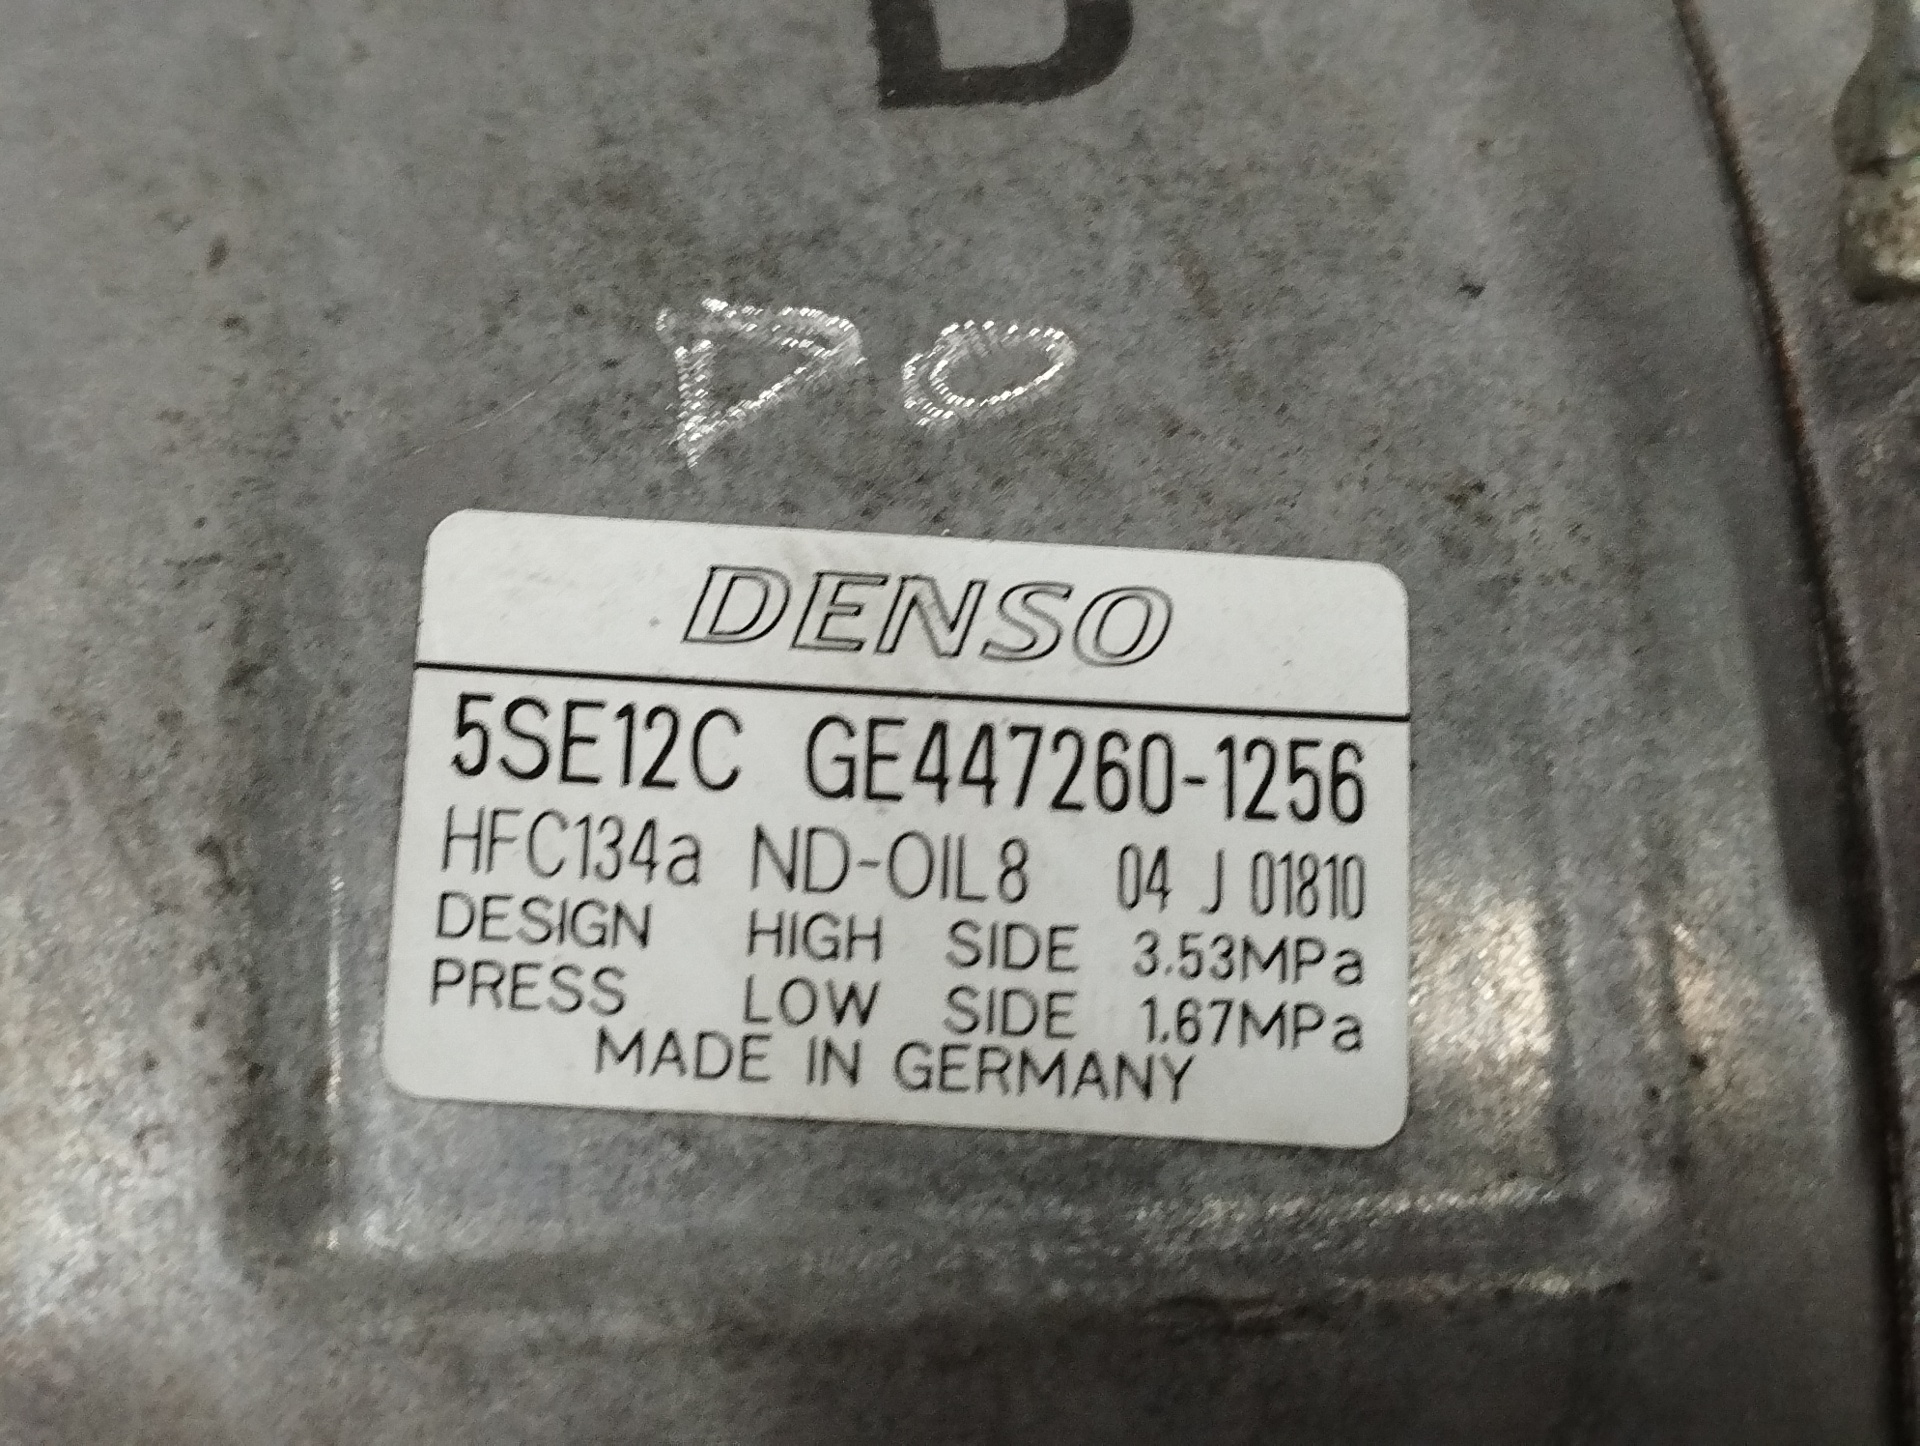 DO
DENSO
5SE12C GE447260-1256
HFC134a ND-OIL8 04 J 01810
DESIGN HIGH SIDE 3.53MPa
PRESS LOW SIDE 1.67MPa
MADE IN GERMANY